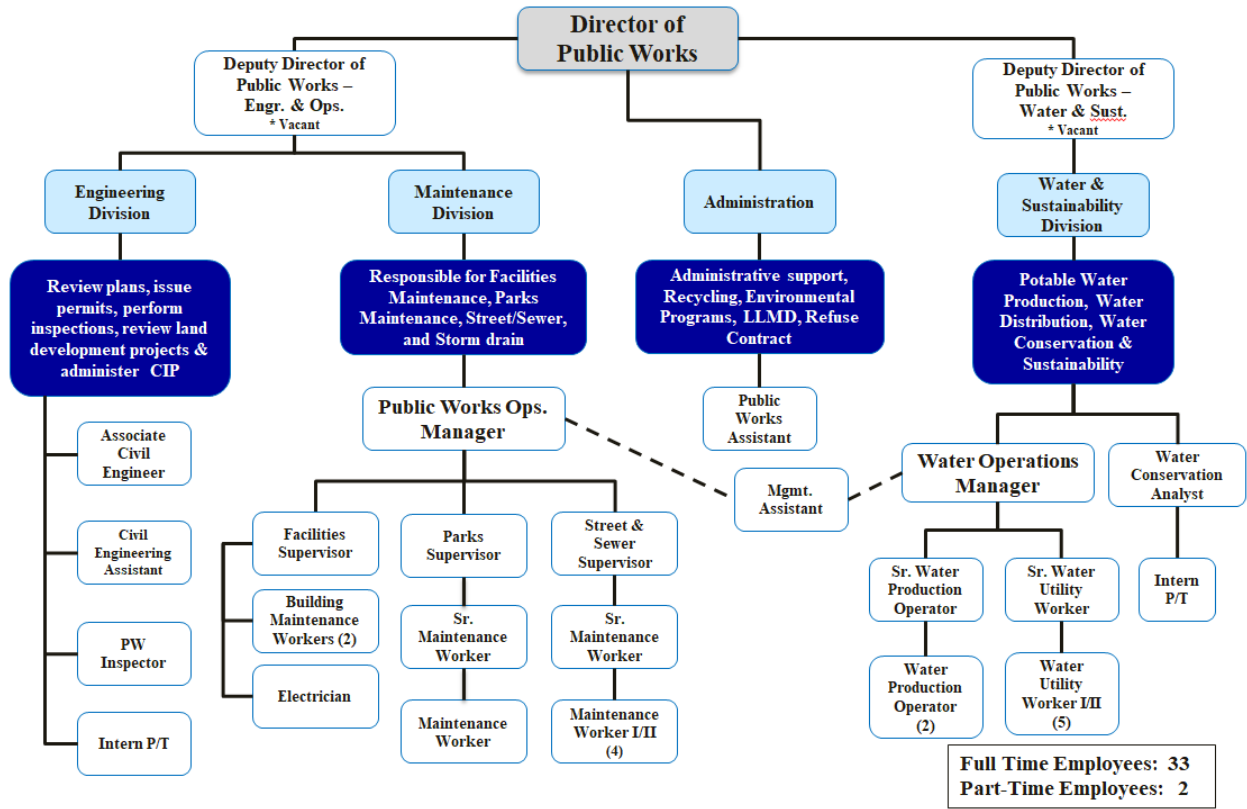 Director of
Public Works
Deputy Director of
Public Works –
Engr. & Ops.
* Vacant
Deputy Director of
Public Works –
Water & Sust.
* Vacant
Engineering
Division
Maintenance
Division
Administration
Water &
Sustainability
Division
Review plans, issue
permits, perform
inspections, review land
development projects &
administer CIP
Responsible for Facilities
Maintenance, Parks
Maintenance, Street/Sewer,
and Storm drain
Administrative support,
Recycling, Environmental
Programs, LLMD, Refuse
Contract
Potable Water
Production, Water
Distribution, Water
Conservation &
Sustainability
Associate
Civil
Engineer
Civil
Engineering
Assistant
PW
Inspector
Intern P/T
Public Works Ops.
Manager
Facilities
Supervisor
Building
Maintenance
Workers (2)
Electrician
Parks
Supervisor
Sr.
Maintenance
Worker
Maintenance
Worker
Street &
Sewer
Supervisor
Sr.
Maintenance
Worker
Maintenance
Worker I/II
(4)
Public
Works
Assistant
Mgmt.
Assistant
Water Operations
Manager
Water
Conservation
Analyst
Sr. Water
Production
Operator
Water
Production
Operator
(2)
Sr. Water
Utility
Worker
Water
Utility
Worker I/II
(5)
Intern
P/T
Full Time Employees: 33
Part-Time Employees: 2